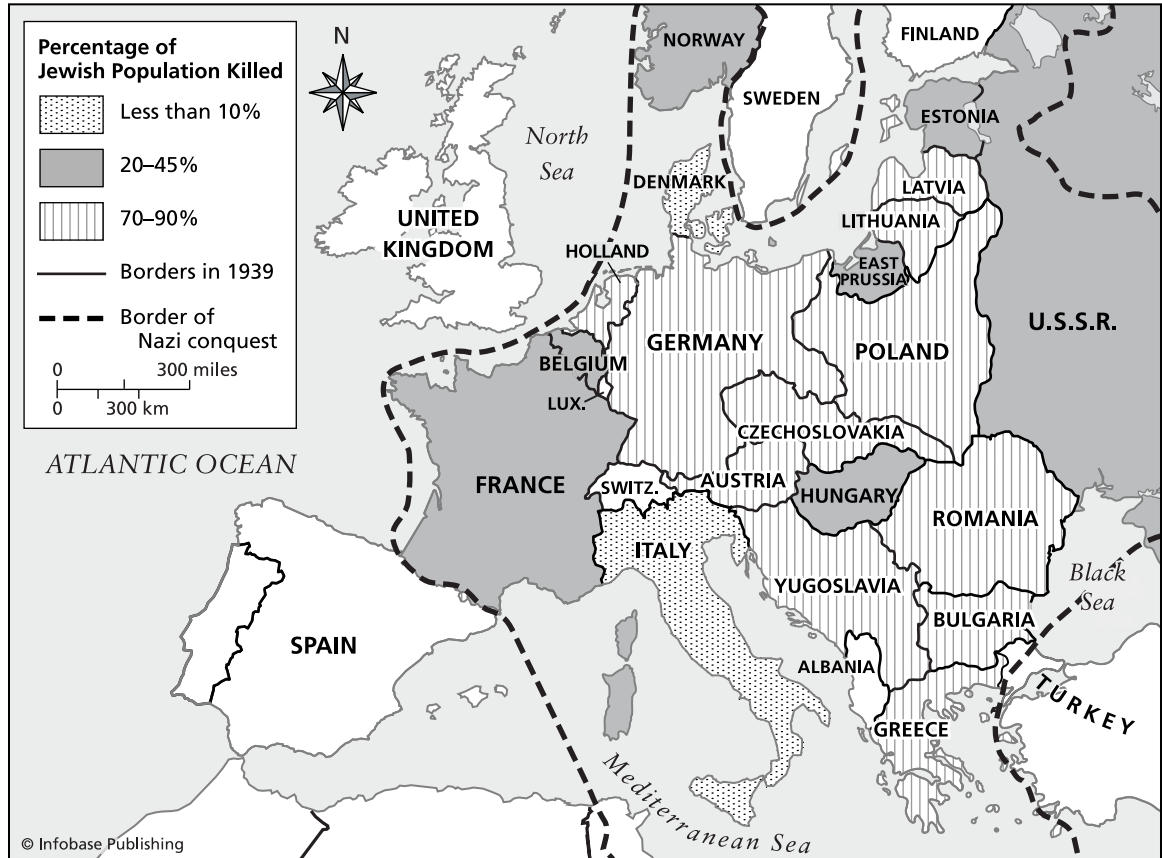 Percentage of
Jewish Population Killed
Less than 10%
20–45%
70–90%
Borders in 1939
Border of
Nazi conquest
0 300 miles
0 300 km
N
NORWAY
FINLAND
SWEDEN
ESTONIA
North
Sea
DENMARK
LATVIA
LITHUANIA
UNITED
KINGDOM
HOLLAND
EAST
PRUSSIA
U.S.S.R.
GERMANY
POLAND
BELGIUM
LUX.
CZECHOSLOVAKIA
ATLANTIC OCEAN
FRANCE
SWITZ.
AUSTRIA
HUNGARY
ROMANIA
ITALY
YUGOSLAVIA
Black
Sea
BULGARIA
SPAIN
ALBANIA
TURKEY
GREECE
Mediterranean Sea
© Infobase Publishing